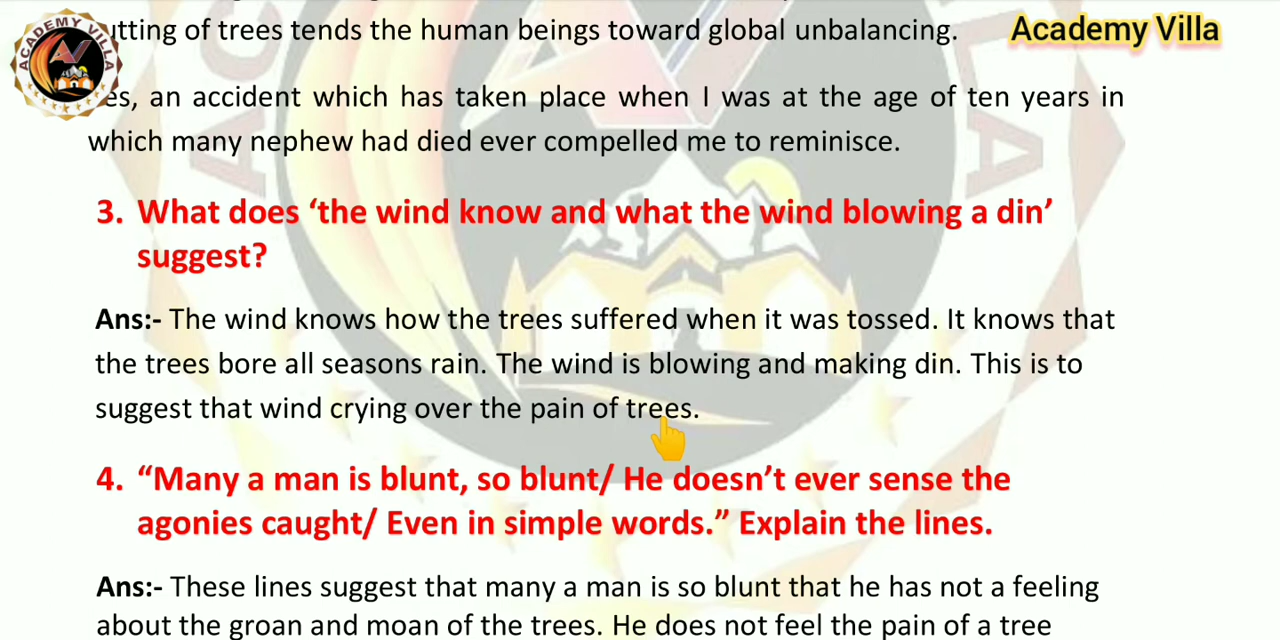 utting of trees tends the human beings toward global unbalancing.
Academy Villa
ACADEMY VILLA
es, an accident which has taken place when I was at the age of ten years in
which many nephew had died ever compelled me to reminisce.
3. What does ‘the wind know and what the wind blowing a din’
suggest?
Ans:- The wind knows how the trees suffered when it was tossed. It knows that
the trees bore all seasons rain. The wind is blowing and making din. This is to
suggest that wind crying over the pain of trees.
4. “Many a man is blunt, so blunt/ He doesn’t ever sense the
agonies caught/ Even in simple words.” Explain the lines.
Ans:- These lines suggest that many a man is so blunt that he has not a feeling
about the groan and moan of the trees. He does not feel the pain of a tree